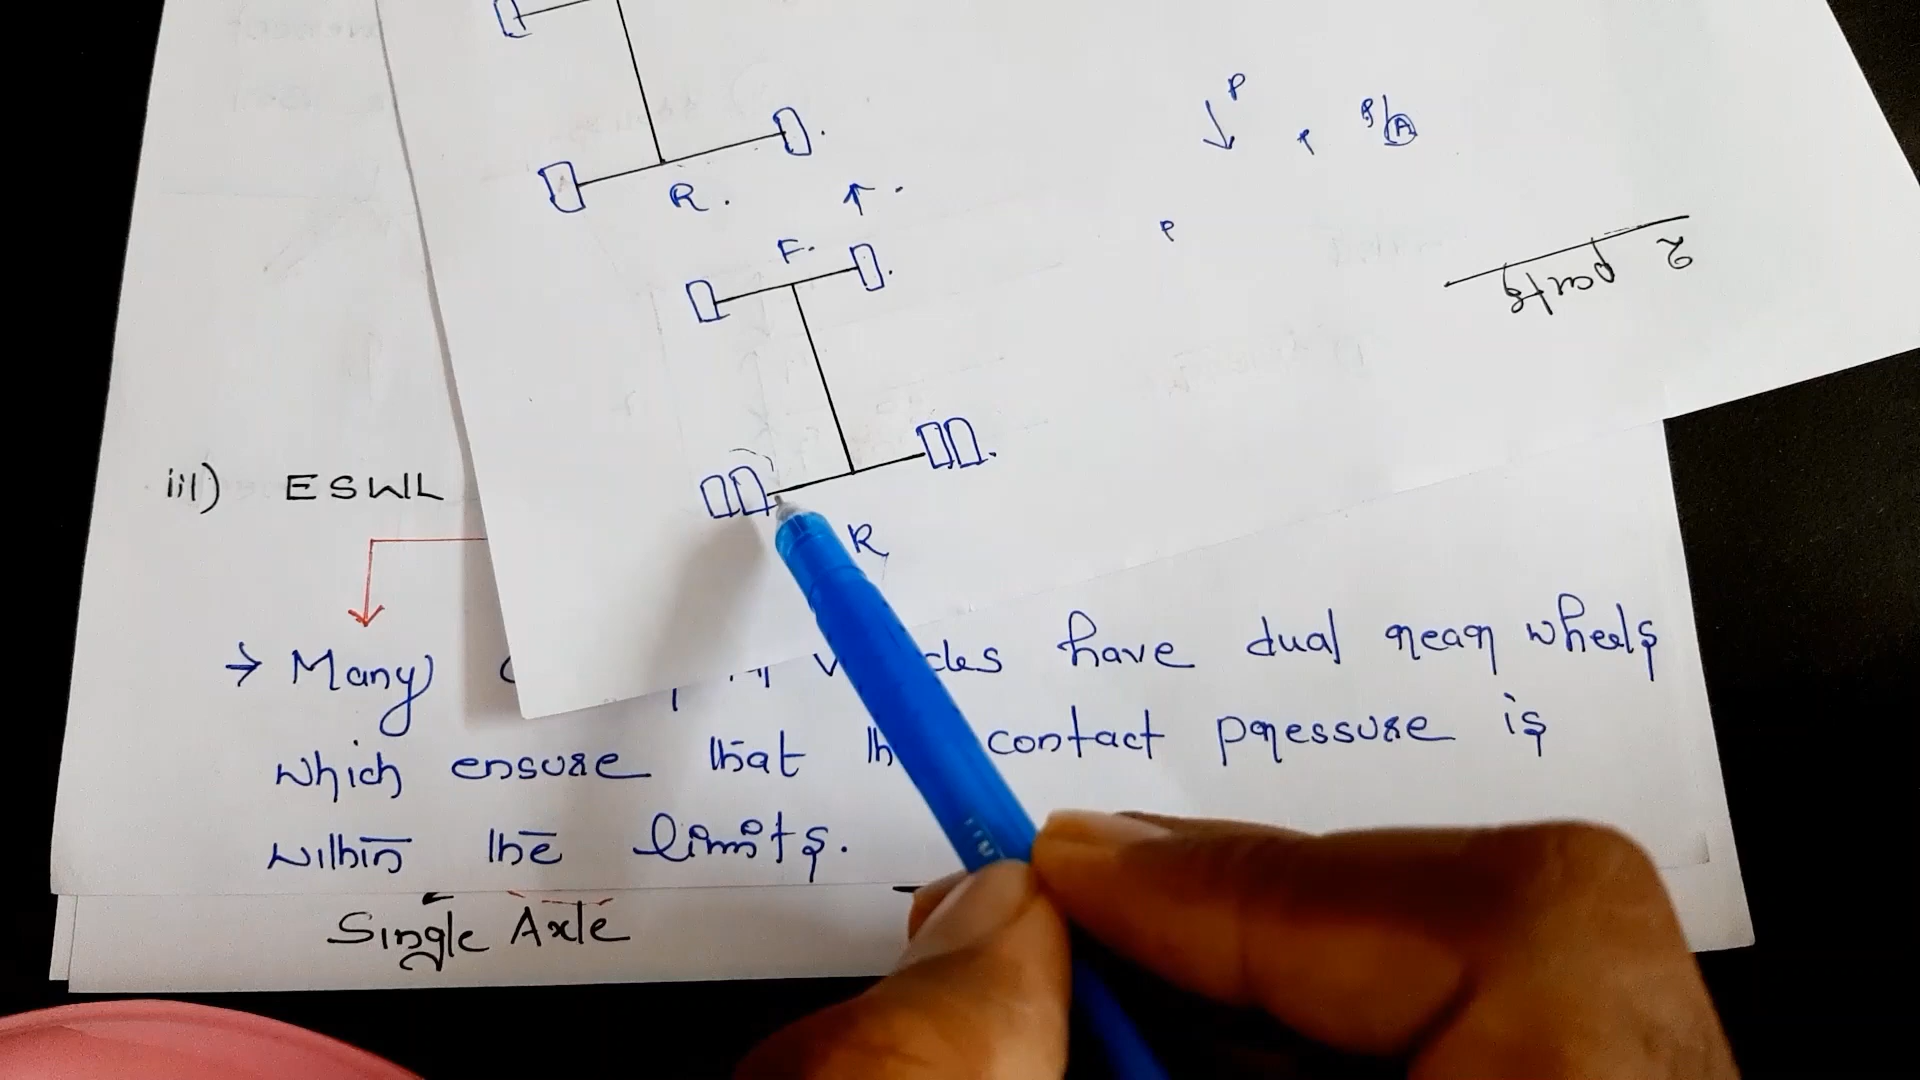 P
P/A
R.
P
F.
2 parts
iii) ESWL
R
→ Many have dual rear wheels
which ensure that contact pressure is
within the limits.
Single Axle